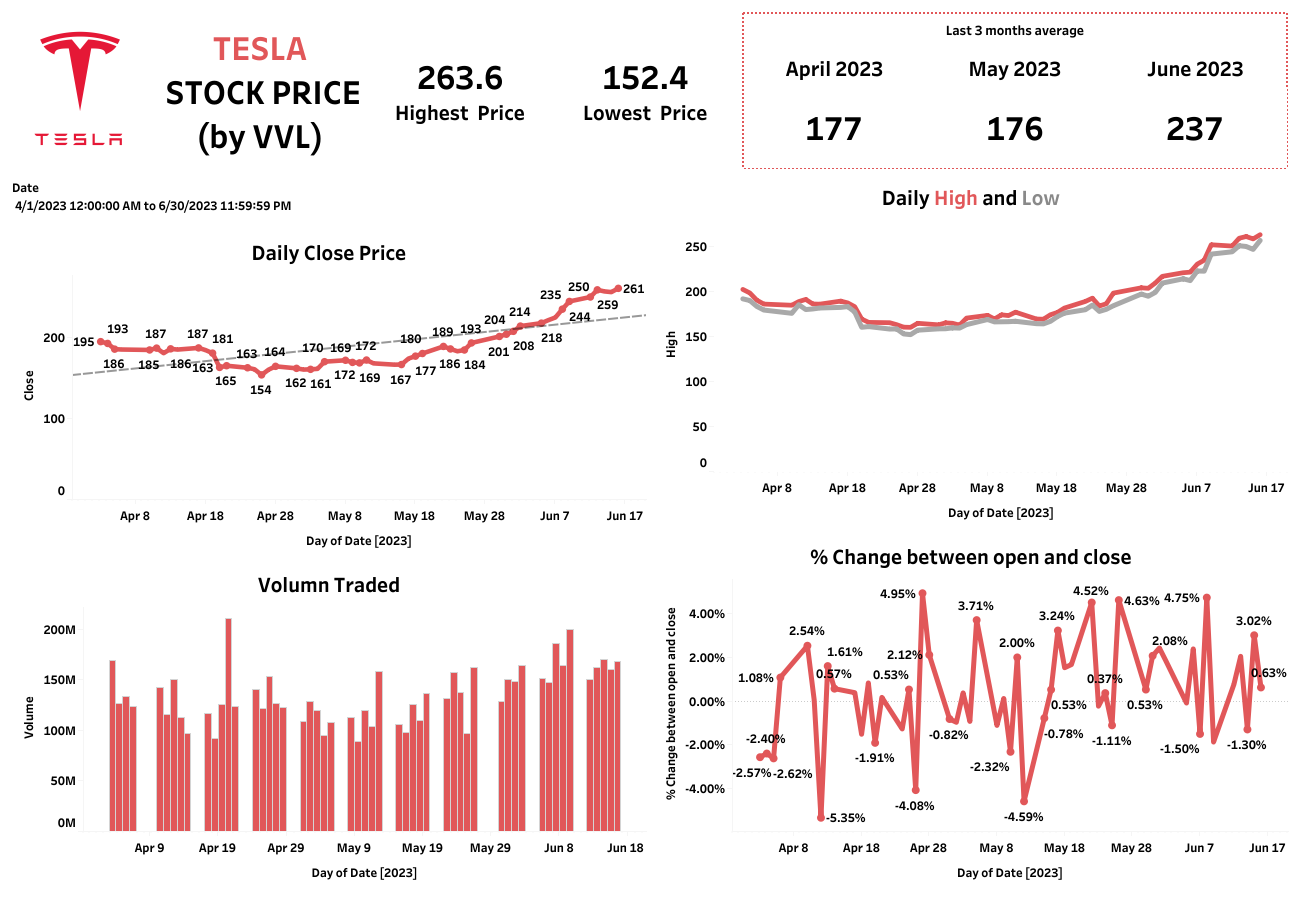 TESLA
TESLA
STOCK PRICE
(by VVL)
263.6
Highest Price
152.4
Lowest Price
Last 3 months average
April 2023
May 2023
June 2023
177
176
237
Date
4/1/2023 12:00:00 AM to 6/30/2023 11:59:59 PM
Daily Close Price
Close
200
100
0
195
193
186
185
187
186
187
163
181
165
163
154
164
162
161
170
172
169
169
172
167
180
177
189
186
193
184
204
201
208
214
218
235
244
250
259
261
Apr 8
Apr 18
Apr 28
May 8
May 18
May 28
Jun 7
Jun 17
Day of Date [2023]
Daily High and Low
High
250
200
150
100
50
0
Apr 8
Apr 18
Apr 28
May 8
May 18
May 28
Jun 7
Jun 17
Day of Date [2023]
Volumn Traded
Volume
200M
150M
100M
50M
0M
Apr 9
Apr 19
Apr 29
May 9
May 19
May 29
Jun 8
Jun 18
Day of Date [2023]
% Change between open and close
% Change between open and close
4.00%
2.00%
0.00%
-2.00%
-4.00%
-2.57%
-2.40%
-2.62%
1.08%
2.54%
-5.35%
1.61%
0.57%
-1.91%
0.53%
-4.08%
4.95%
2.12%
-0.82%
3.71%
-2.32%
2.00%
-4.59%
-0.78%
0.53%
3.24%
4.52%
0.37%
-1.11%
4.63%
0.53%
2.08%
-1.50%
4.75%
-1.30%
3.02%
0.63%
Apr 8
Apr 18
Apr 28
May 8
May 18
May 28
Jun 7
Jun 17
Day of Date [2023]